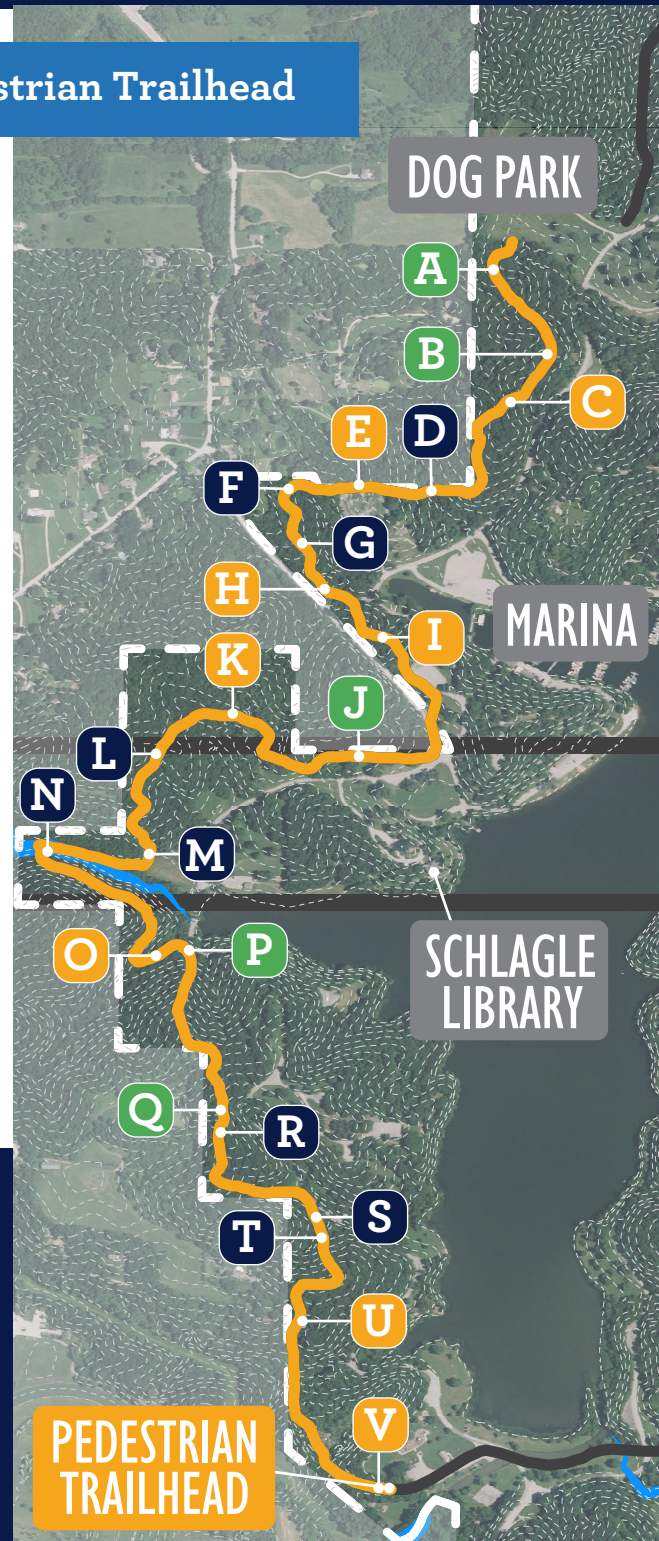 strian Trailhead
DOG PARK
A
B
C
E
D
F
G
H
I
MARINA
K
J
L
N
M
O
P
SCHLAGLE
LIBRARY
Q
R
S
T
U
V
PEDESTRIAN
TRAILHEAD